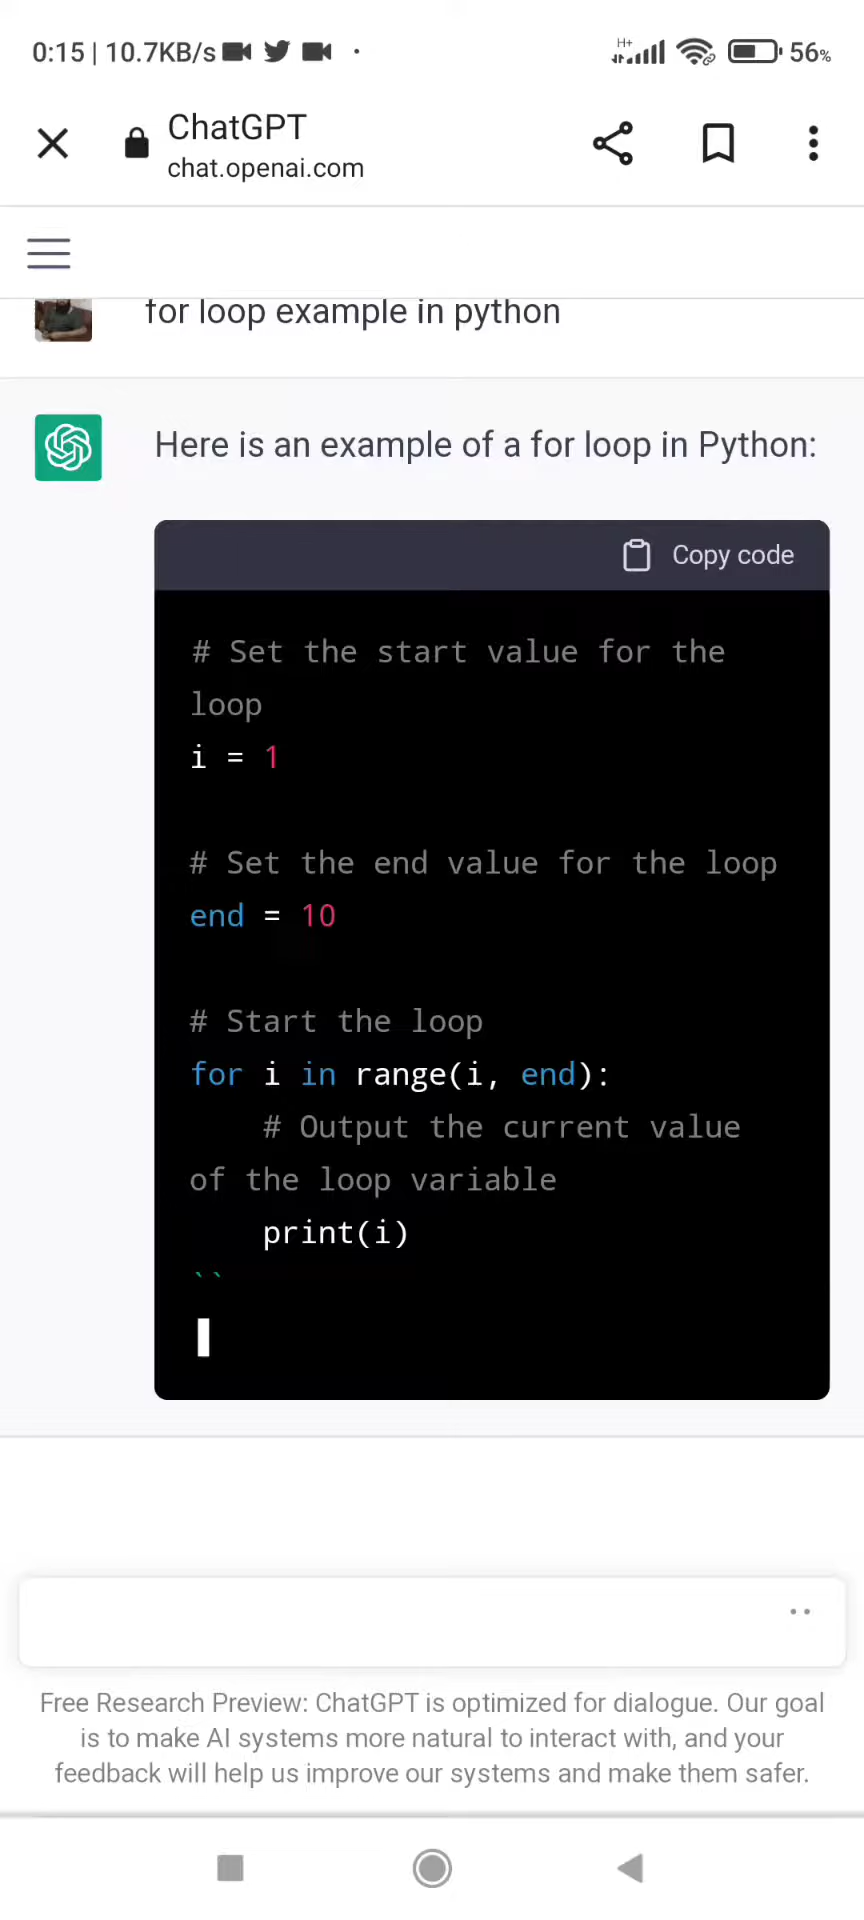 0:15 | 10.7KB/s
H+
56%
ChatGPT
chat.openai.com
for loop example in python
Here is an example of a for loop in Python:
Copy code
# Set the start value for the
loop
i = 1
# Set the end value for the loop
end = 10
# Start the loop
for i in range(i, end):
    # Output the current value
of the loop variable
    print(i)
``
Free Research Preview: ChatGPT is optimized for dialogue. Our goal
is to make AI systems more natural to interact with, and your
feedback will help us improve our systems and make them safer.